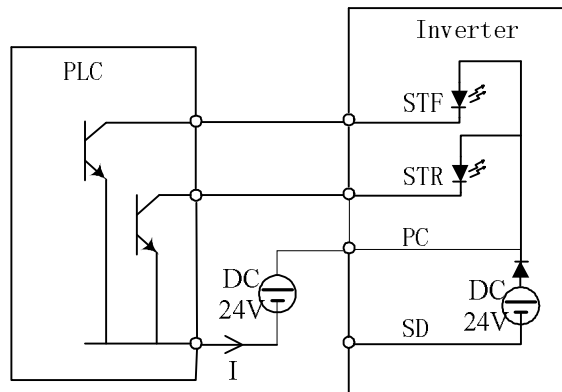 Inverter
PLC
STF
STR
PC
DC
24V
DC
24V
SD
I